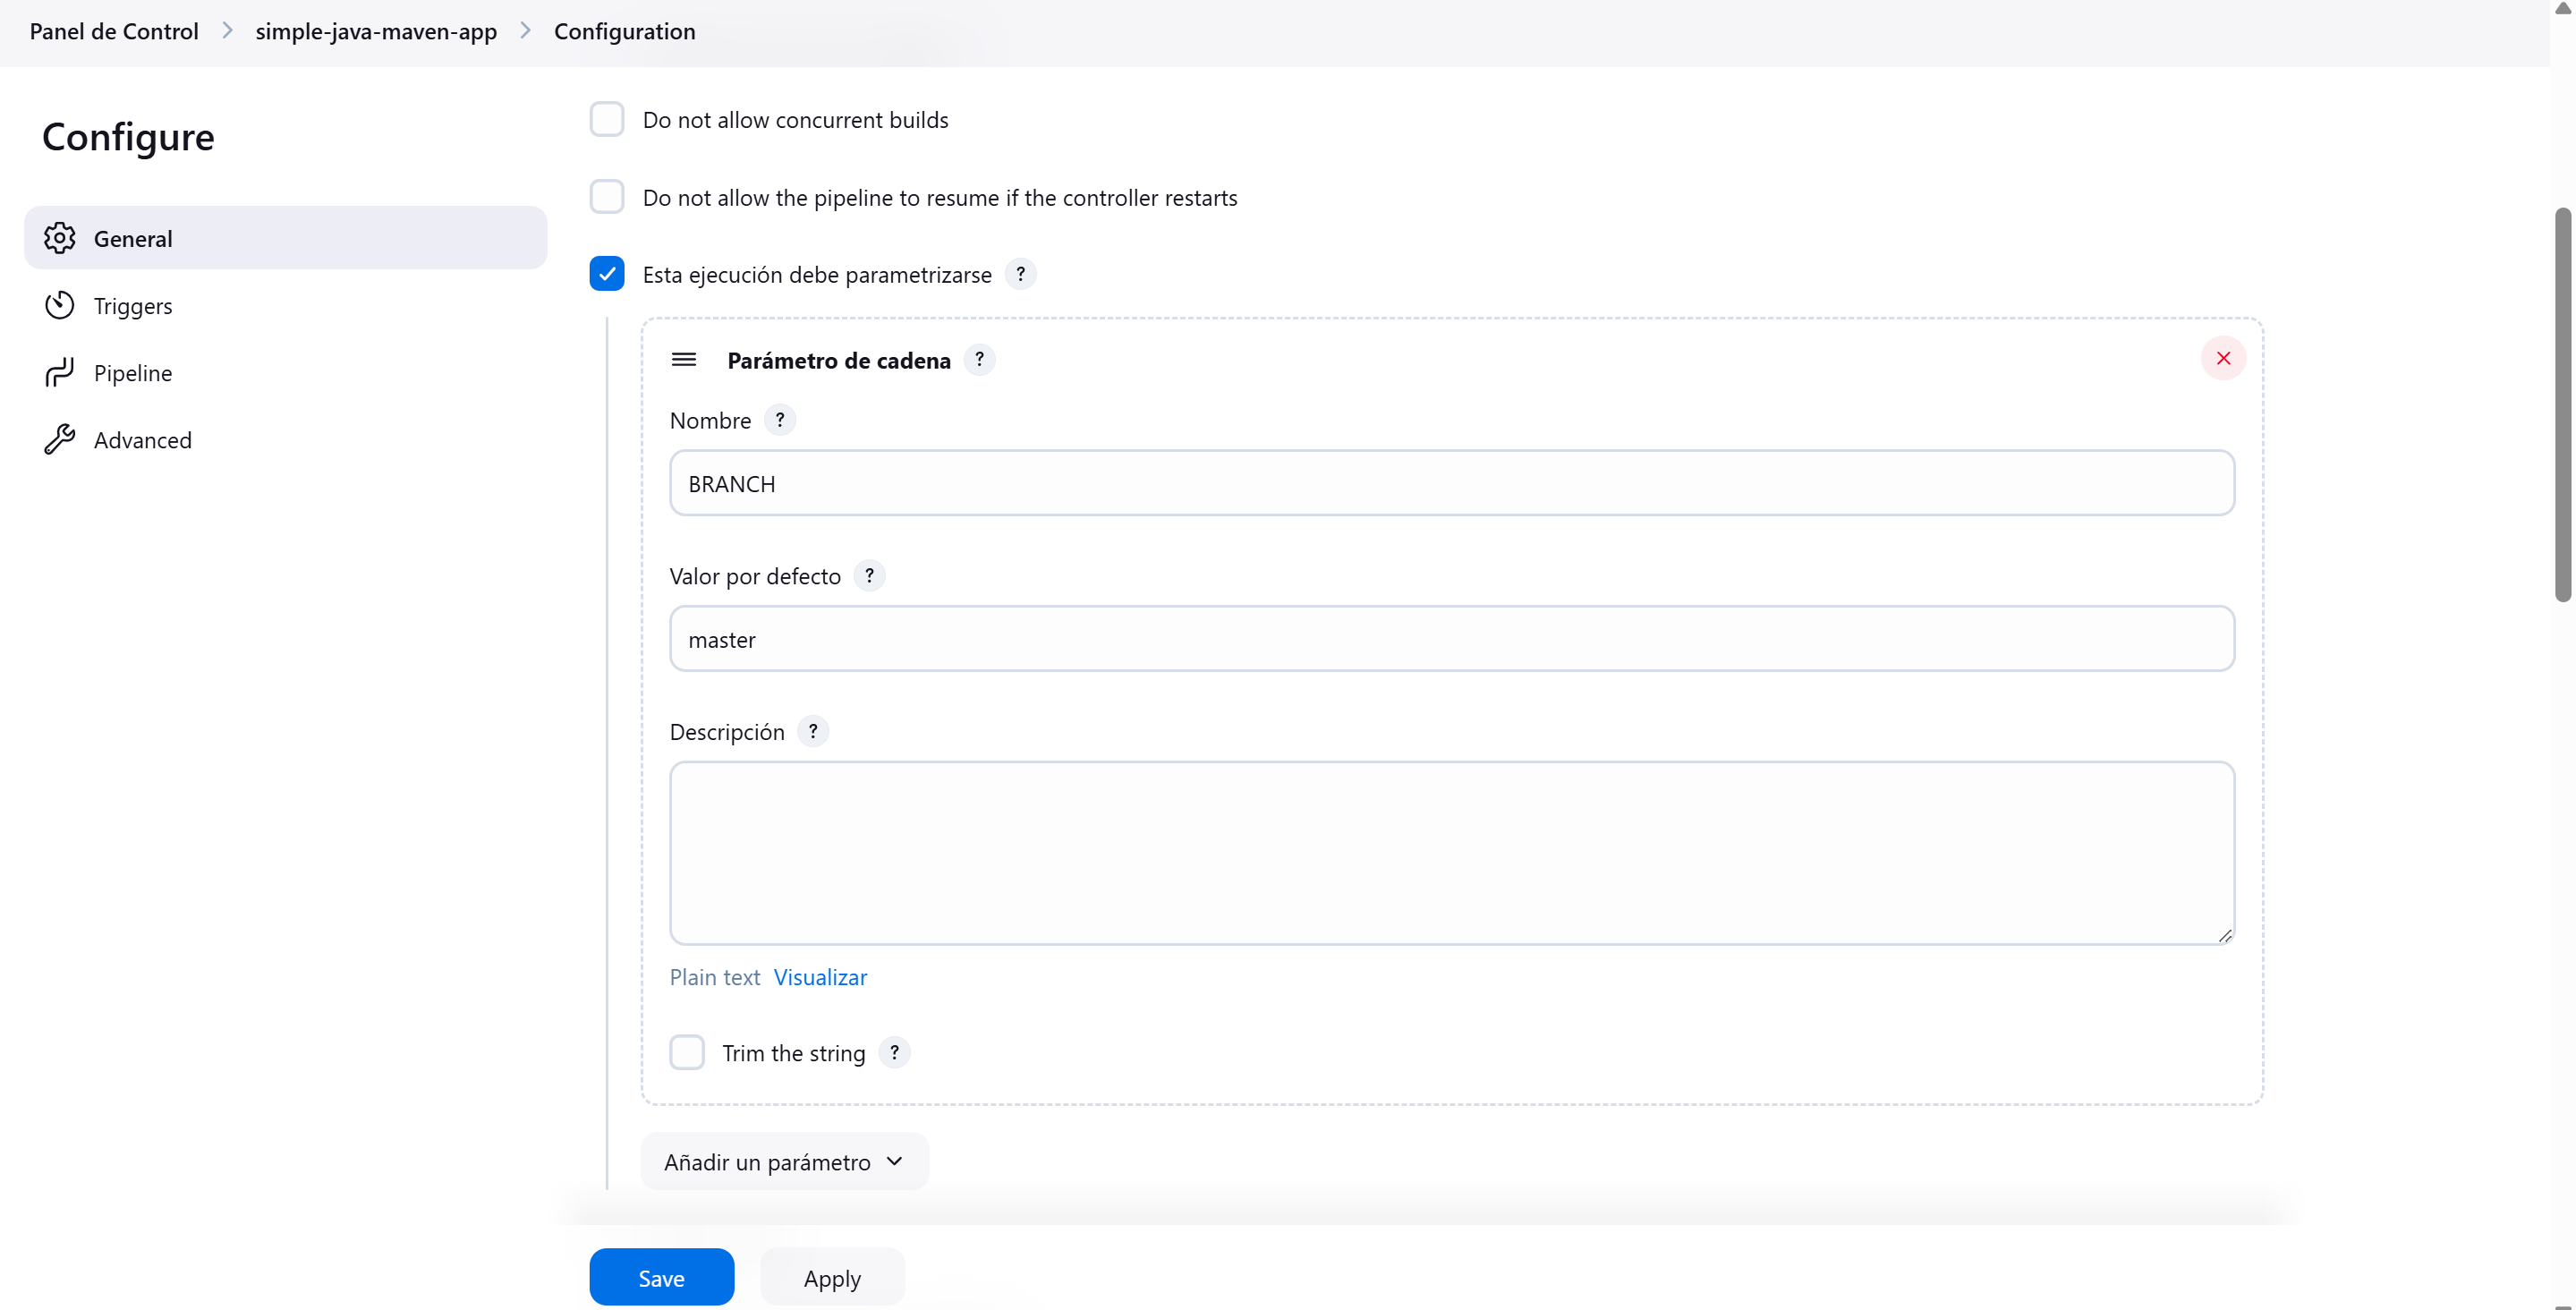 Panel de Control simple-java-maven-app Configuration
Configure
General
Triggers
Pipeline
Advanced
Do not allow concurrent builds
Do not allow the pipeline to resume if the controller restarts
Esta ejecución debe parametrizarse ?
Parámetro de cadena ?
Nombre ?
BRANCH
Valor por defecto ?
master
Descripción ?
Plain text Visualizar
Trim the string ?
Añadir un parámetro
Save Apply